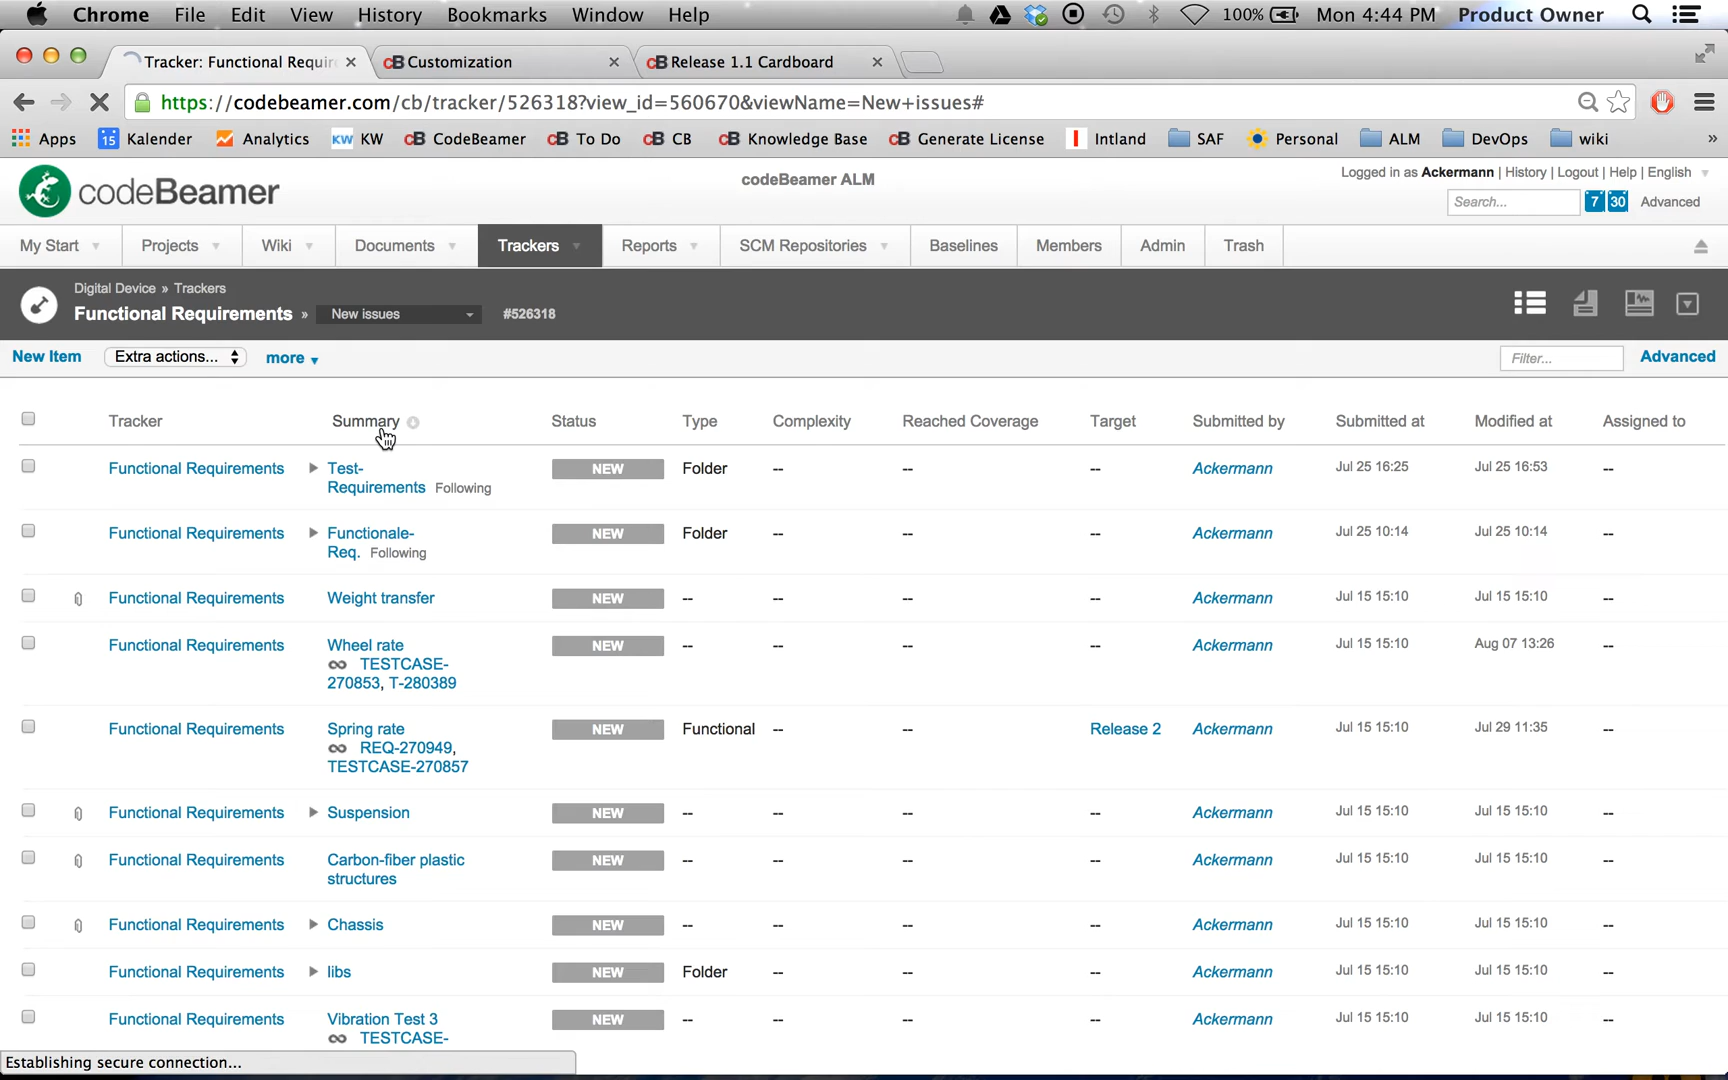 Chrome File Edit View History Bookmarks Window Help 100% Mon 4:44 PM Product Owner
Tracker: Functional Requir cB Customization cB Release 1.1 Cardboard
https://codebeamer.com/cb/tracker/526318?view_id=560670&viewName=New+issues#
Apps 15 Kalender Analytics KW KW cB CodeBeamer cB To Do cB CB cB Knowledge Base cB Generate License Intland SAF Personal ALM DevOps wiki »
codeBeamer
codeBeamer ALM
Logged in as Ackermann | History | Logout | Help | English
Search... 7 30 Advanced
My Start Projects Wiki Documents Trackers Reports SCM Repositories Baselines Members Admin Trash
Digital Device » Trackers
Functional Requirements » New issues #526318
New Item Extra actions... more Filter... Advanced
Tracker Summary Status Type Complexity Reached Coverage Target Submitted by Submitted at Modified at Assigned to
Functional Requirements Test- NEW Folder -- -- -- Ackermann Jul 25 16:25 Jul 25 16:53 --
Requirements Following
Functional Requirements Functionale- NEW Folder -- -- -- Ackermann Jul 25 10:14 Jul 25 10:14 --
Req. Following
Functional Requirements Weight transfer NEW -- -- -- -- Ackermann Jul 15 15:10 Jul 15 15:10 --
Functional Requirements Wheel rate NEW -- -- -- -- Ackermann Jul 15 15:10 Aug 07 13:26 --
TESTCASE-
270853, T-280389
Functional Requirements Spring rate NEW Functional -- -- Release 2 Ackermann Jul 15 15:10 Jul 29 11:35 --
REQ-270949,
TESTCASE-270857
Functional Requirements Suspension NEW -- -- -- -- Ackermann Jul 15 15:10 Jul 15 15:10 --
Functional Requirements Carbon-fiber plastic NEW -- -- -- -- Ackermann Jul 15 15:10 Jul 15 15:10 --
structures
Functional Requirements Chassis NEW -- -- -- -- Ackermann Jul 15 15:10 Jul 15 15:10 --
Functional Requirements libs NEW Folder -- -- -- Ackermann Jul 15 15:10 Jul 15 15:10 --
Functional Requirements Vibration Test 3 NEW -- -- -- -- Ackermann Jul 15 15:10 Jul 15 15:10 --
TESTCASE-
Establishing secure connection...